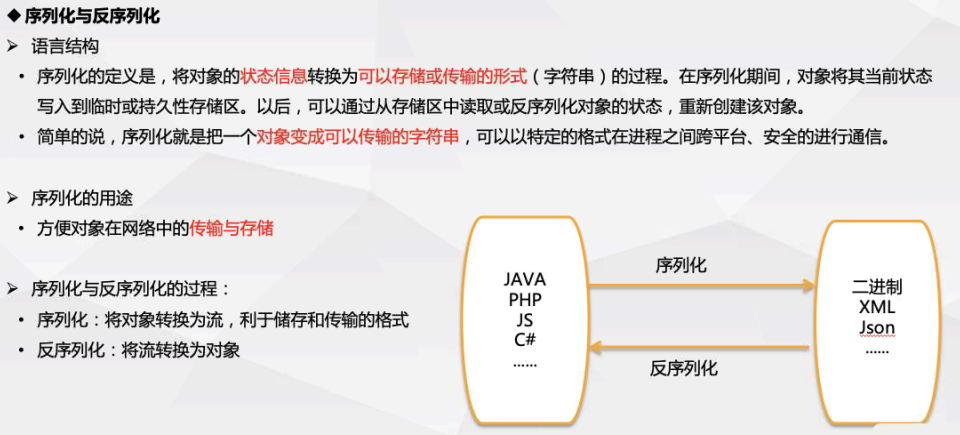 ◆ 序列化与反序列化
➢ 语言结构
• 序列化的定义是，将对象的状态信息转换为可以存储或传输的形式（字符串）的过程。在序列化期间，对象将其当前状态
写入到临时或持久性存储区。以后，可以通过从存储区中读取或反序列化对象的状态，重新创建该对象。
• 简单的说，序列化就是把一个对象变成可以传输的字符串，可以以特定的格式在进程之间跨平台、安全的进行通信。
➢ 序列化的用途
• 方便对象在网络中的传输与存储
➢ 序列化与反序列化的过程：
• 序列化：将对象转换为流，利于储存和传输的格式
• 反序列化：将流转换为对象
JAVA
PHP
JS
C#
……
序列化
反序列化
二进制
XML
Json
……